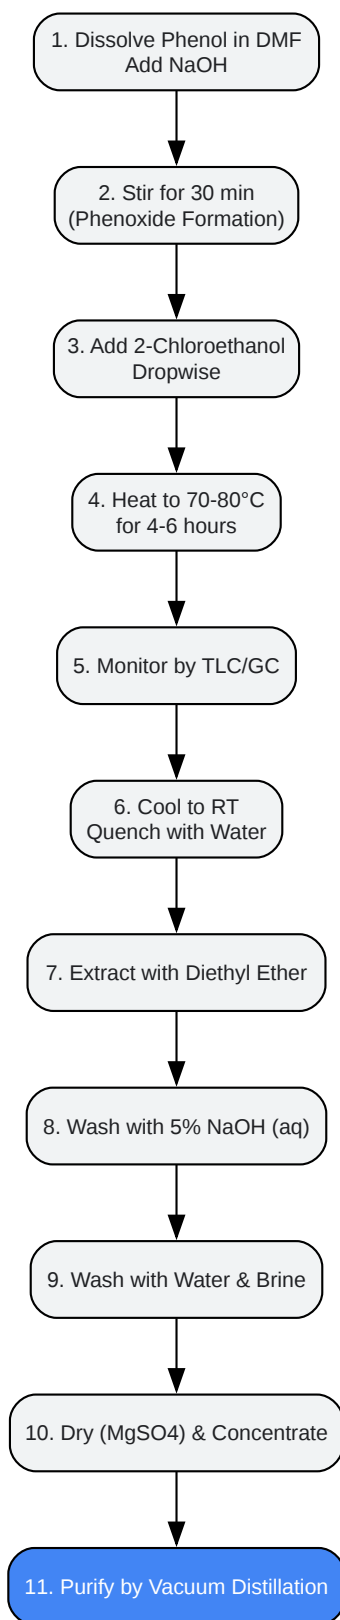 1. Dissolve Phenol in DMF
Add NaOH
2. Stir for 30 min
(Phenoxide Formation)
3. Add 2-Chloroethanol
Dropwise
4. Heat to 70-80°C
for 4-6 hours
5. Monitor by TLC/GC
6. Cool to RT
Quench with Water
7. Extract with Diethyl Ether
8. Wash with 5% NaOH (aq)
9. Wash with Water & Brine
10. Dry (MgSO4) & Concentrate
11. Purify by Vacuum Distillation